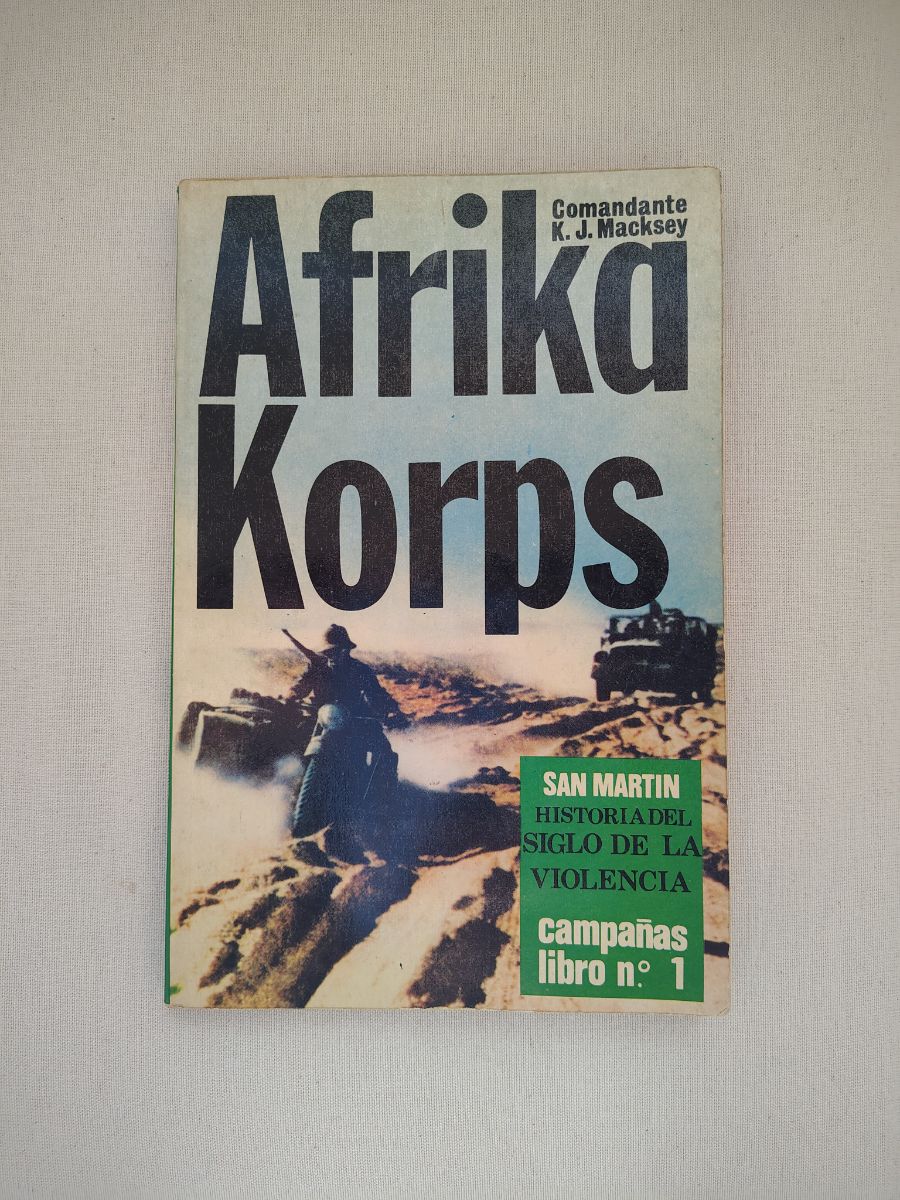 Afrika
Comandante
K. J. Macksey
Korps
SAN MARTIN
HISTORIA DEL
SIGLO DE LA
VIOLENCIA
campañas
libro n.º 1